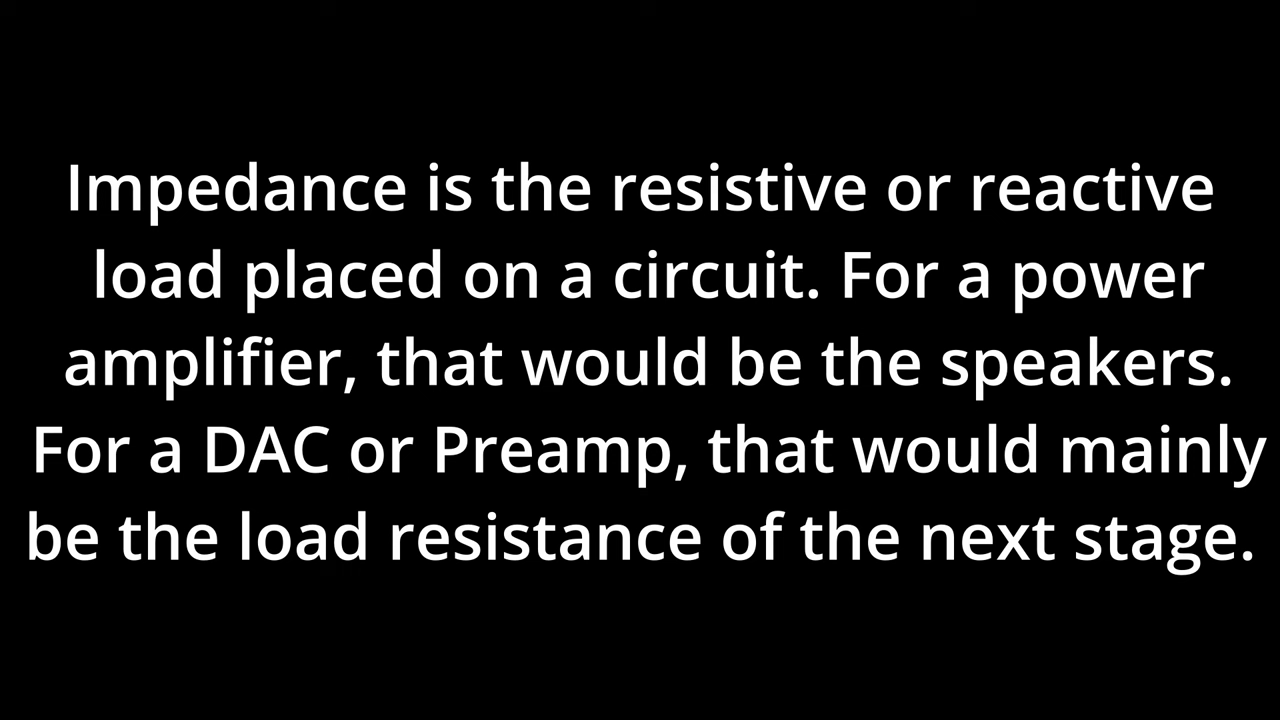 Impedance is the resistive or reactive
load placed on a circuit. For a power
amplifier, that would be the speakers.
For a DAC or Preamp, that would mainly
be the load resistance of the next stage.